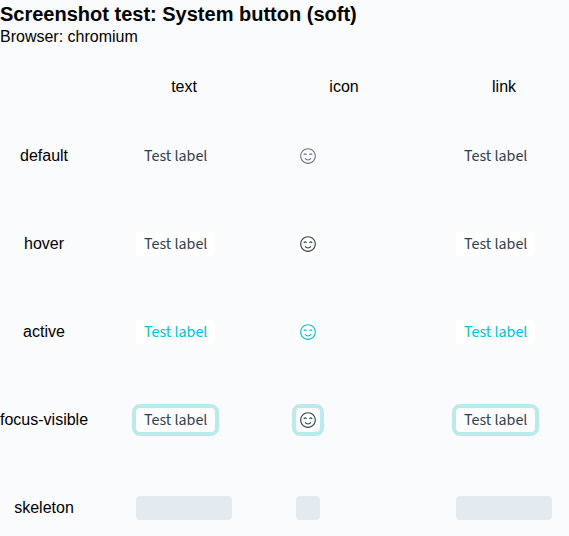 Screenshot test: System button (soft)
Browser: chromium
text icon link
default Test label Test label
hover Test label Test label
active Test label Test label
focus-visible Test label Test label
skeleton